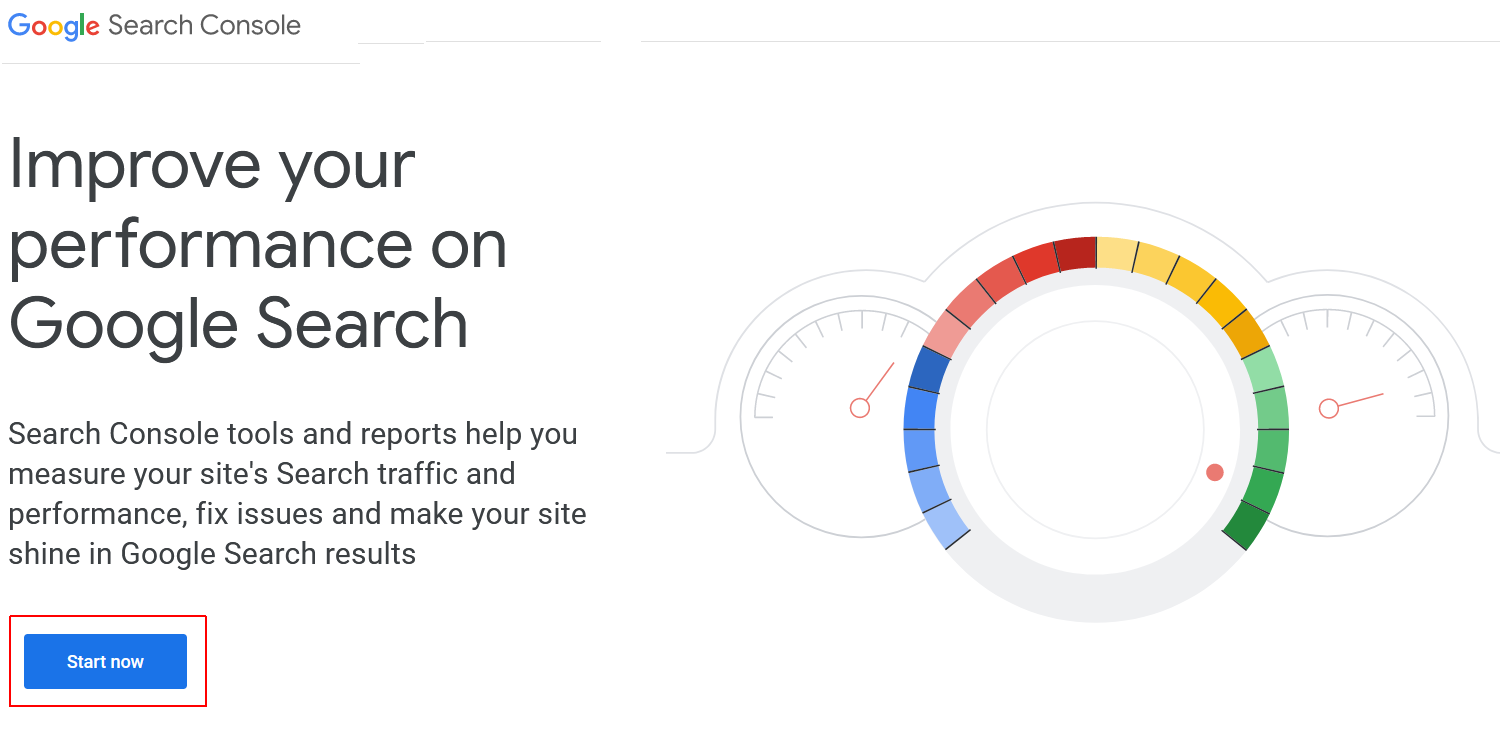 Google Search Console
Improve your
performance on
Google Search
Search Console tools and reports help you
measure your site's Search traffic and
performance, fix issues and make your site
shine in Google Search results
Start now